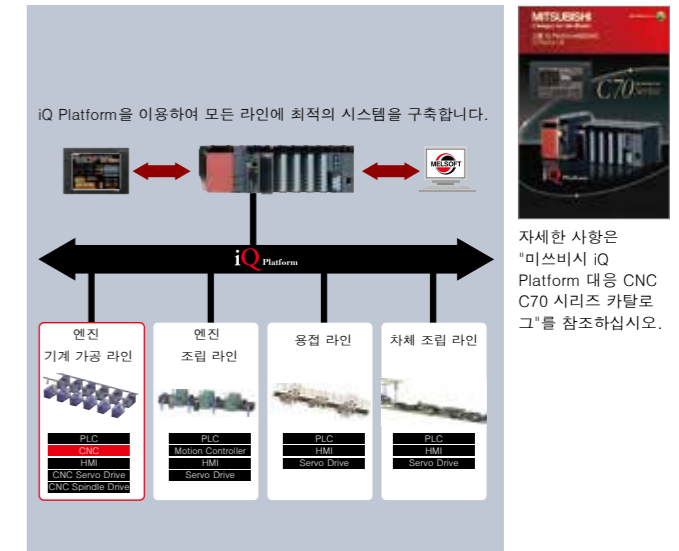 iQ Platform을 이용하여 모든 라인에 최적의 시스템을 구축합니다.
MELSOFT
iQ Platform
엔진
기계 가공 라인
PLC
CNC
HMI
CNC Servo Drive
CNC Spindle Drive
엔진
조립 라인
PLC
Motion Controller
HMI
Servo Drive
용접 라인
PLC
HMI
Servo Drive
차체 조립 라인
PLC
HMI
Servo Drive
MITSUBISHI
C70 Series
iQ Platform
자세한 사항은
"미쓰비시 iQ
Platform 대응 CNC
C70 시리즈 카탈로
그"를 참조하십시오.